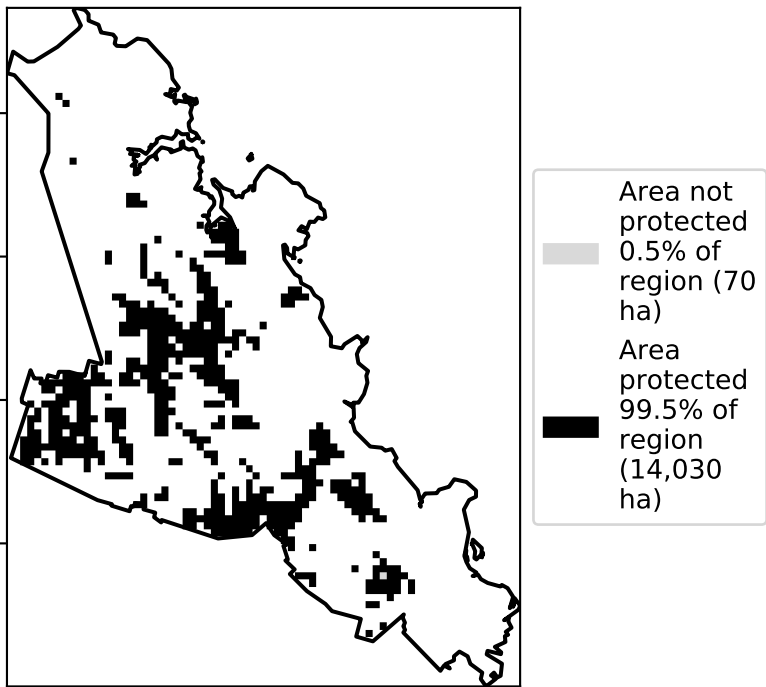 Area not
protected
0.5% of
region (70
ha)
Area
protected
99.5% of
region
(14,030
ha)